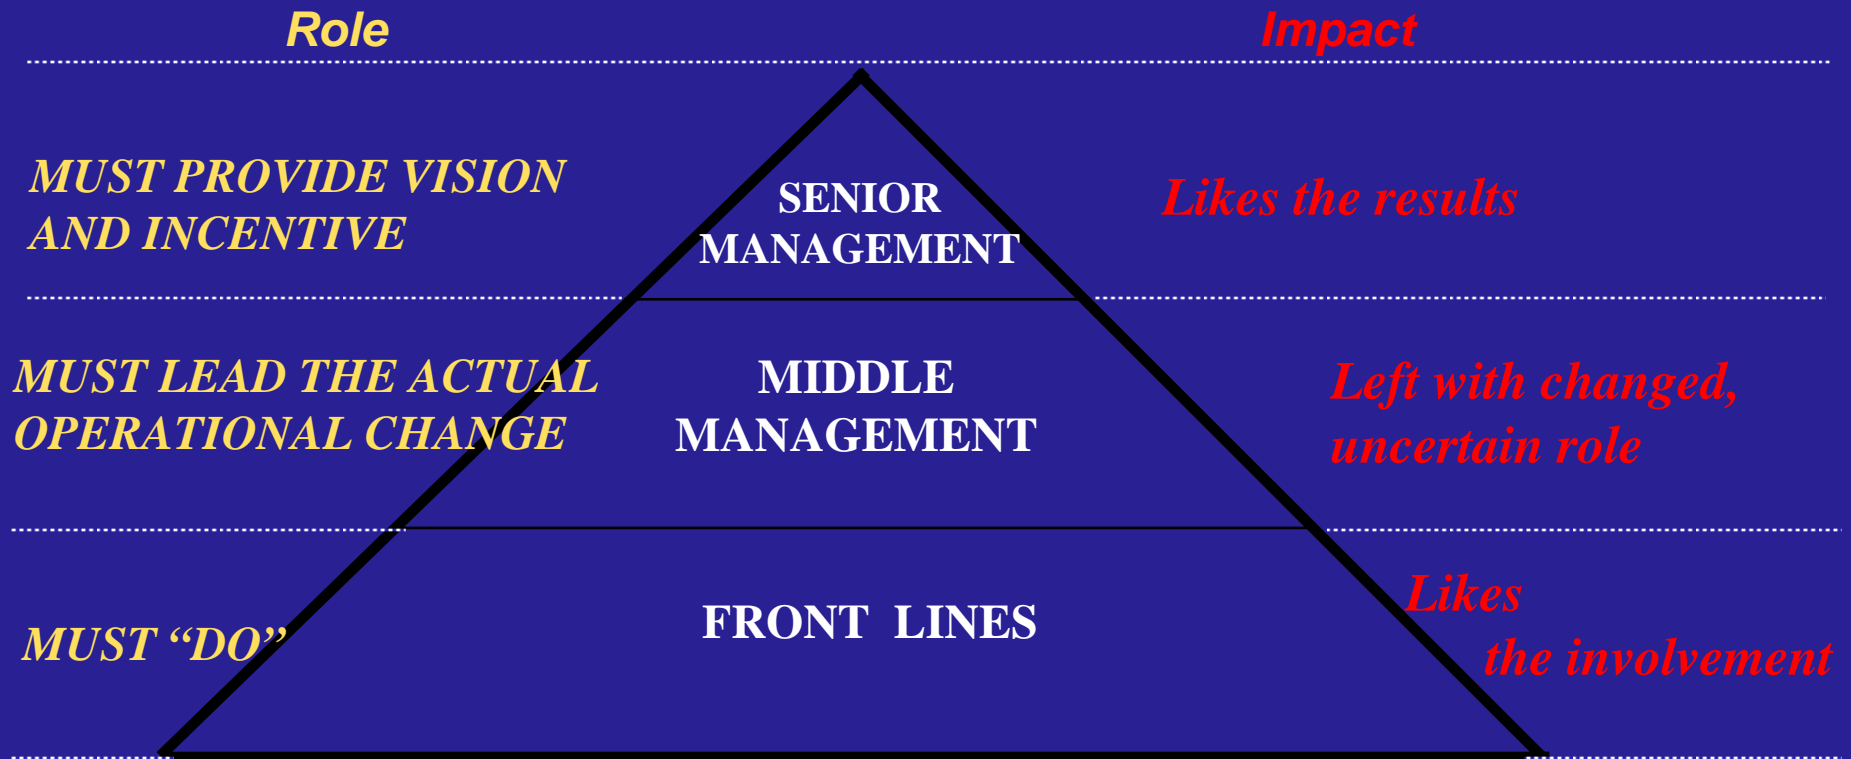 Role
Impact
MUST PROVIDE VISION
AND INCENTIVE
SENIOR
MANAGEMENT
Likes the results
MUST LEAD THE ACTUAL
OPERATIONAL CHANGE
MIDDLE
MANAGEMENT
Left with changed,
uncertain role
MUST “DO”
FRONT LINES
Likes
the involvement